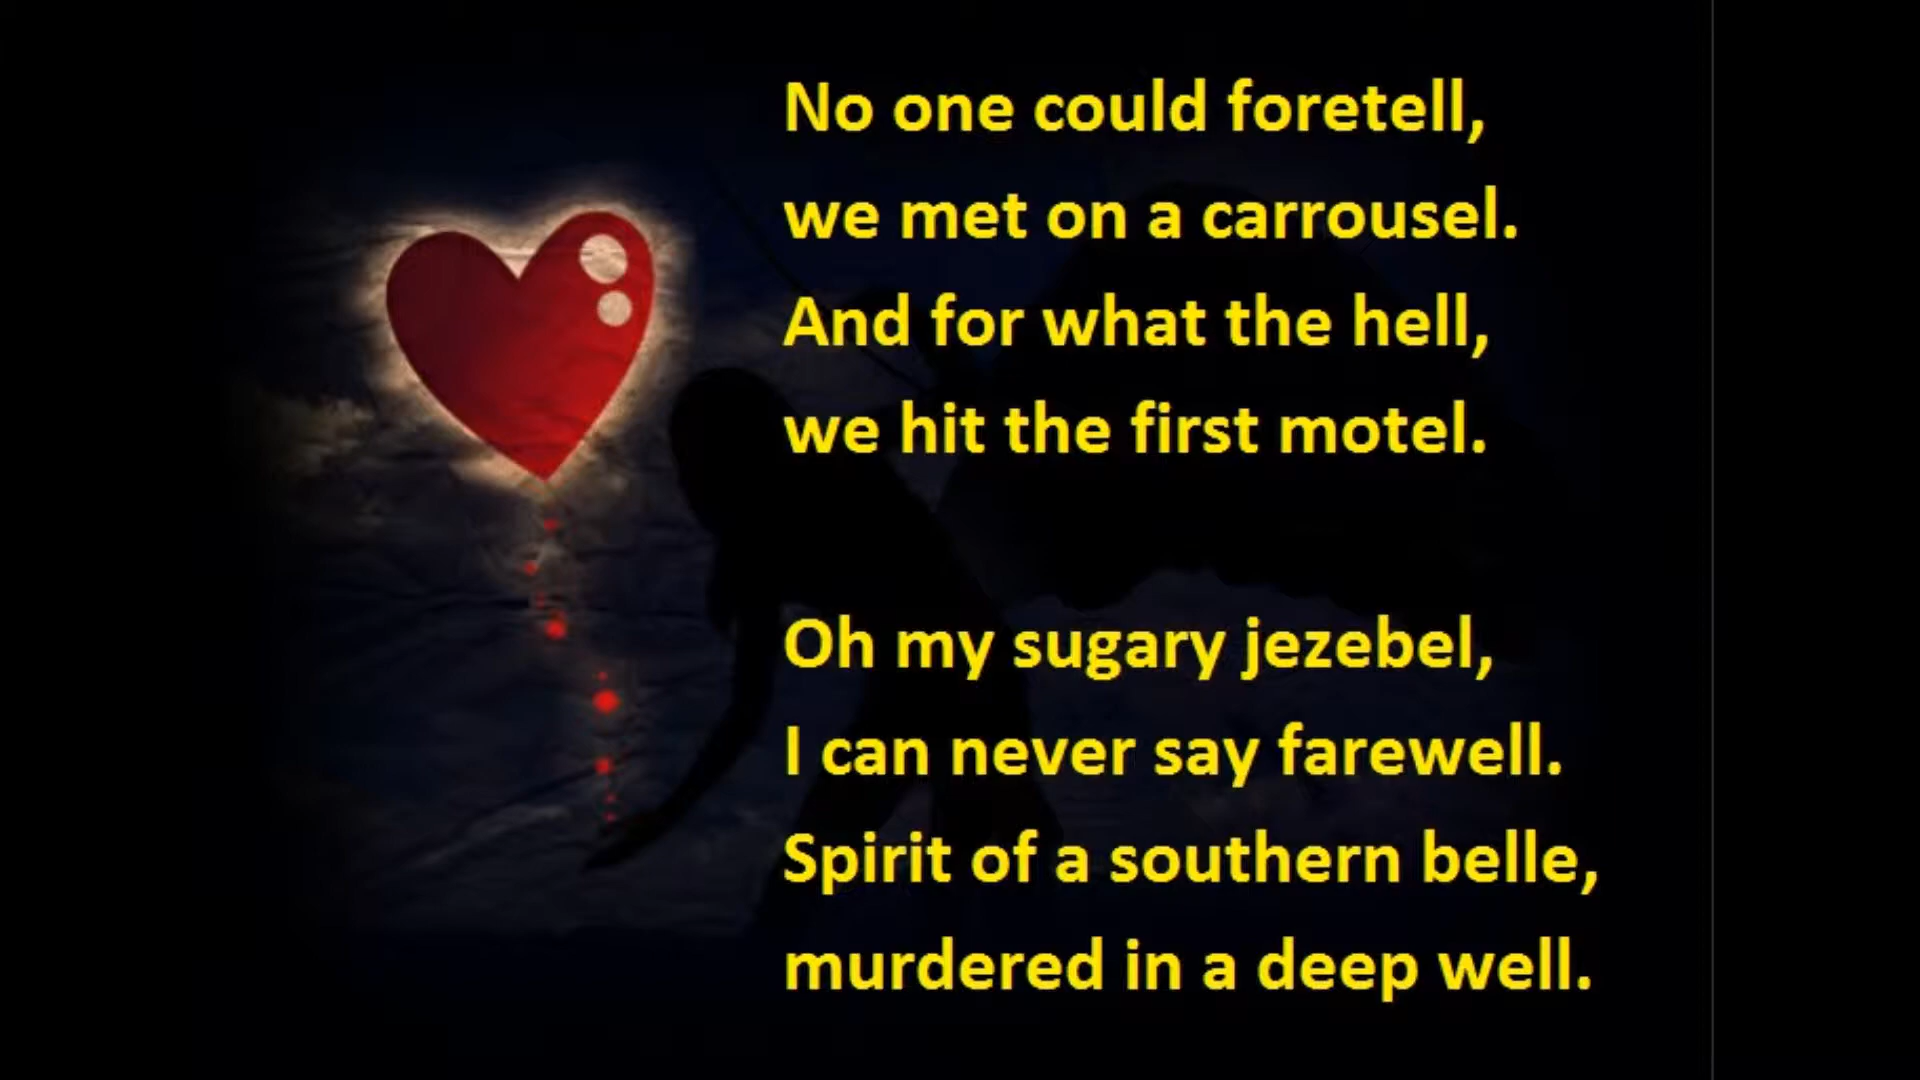 No one could foretell,
we met on a carrousel.
And for what the hell,
we hit the first motel.
Oh my sugary jezebel,
I can never say farewell.
Spirit of a southern belle,
murdered in a deep well.